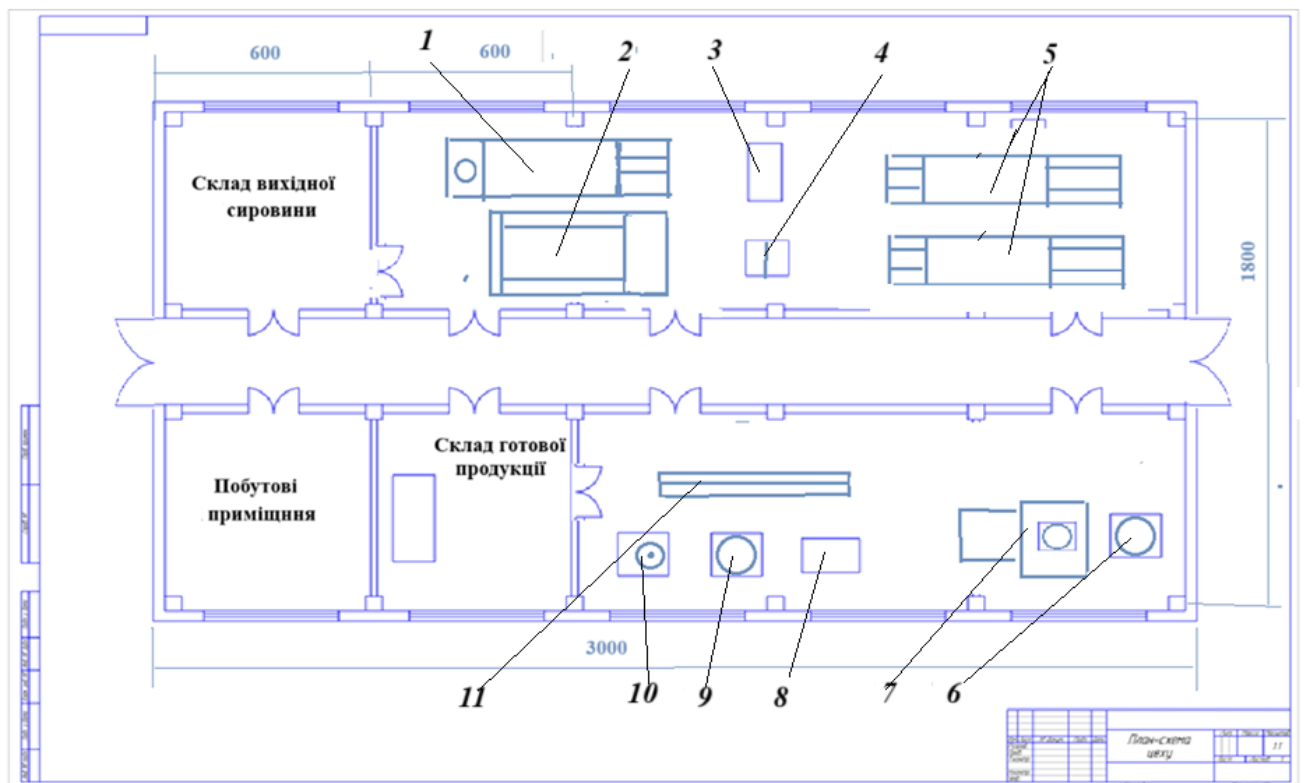 600
600
1
2
3
4
5
Склад вихідної
сировини
1800
Склад готової
продукції
Побутові
приміщння
3000
11
10
9
8
7
6
План-схема
цеху